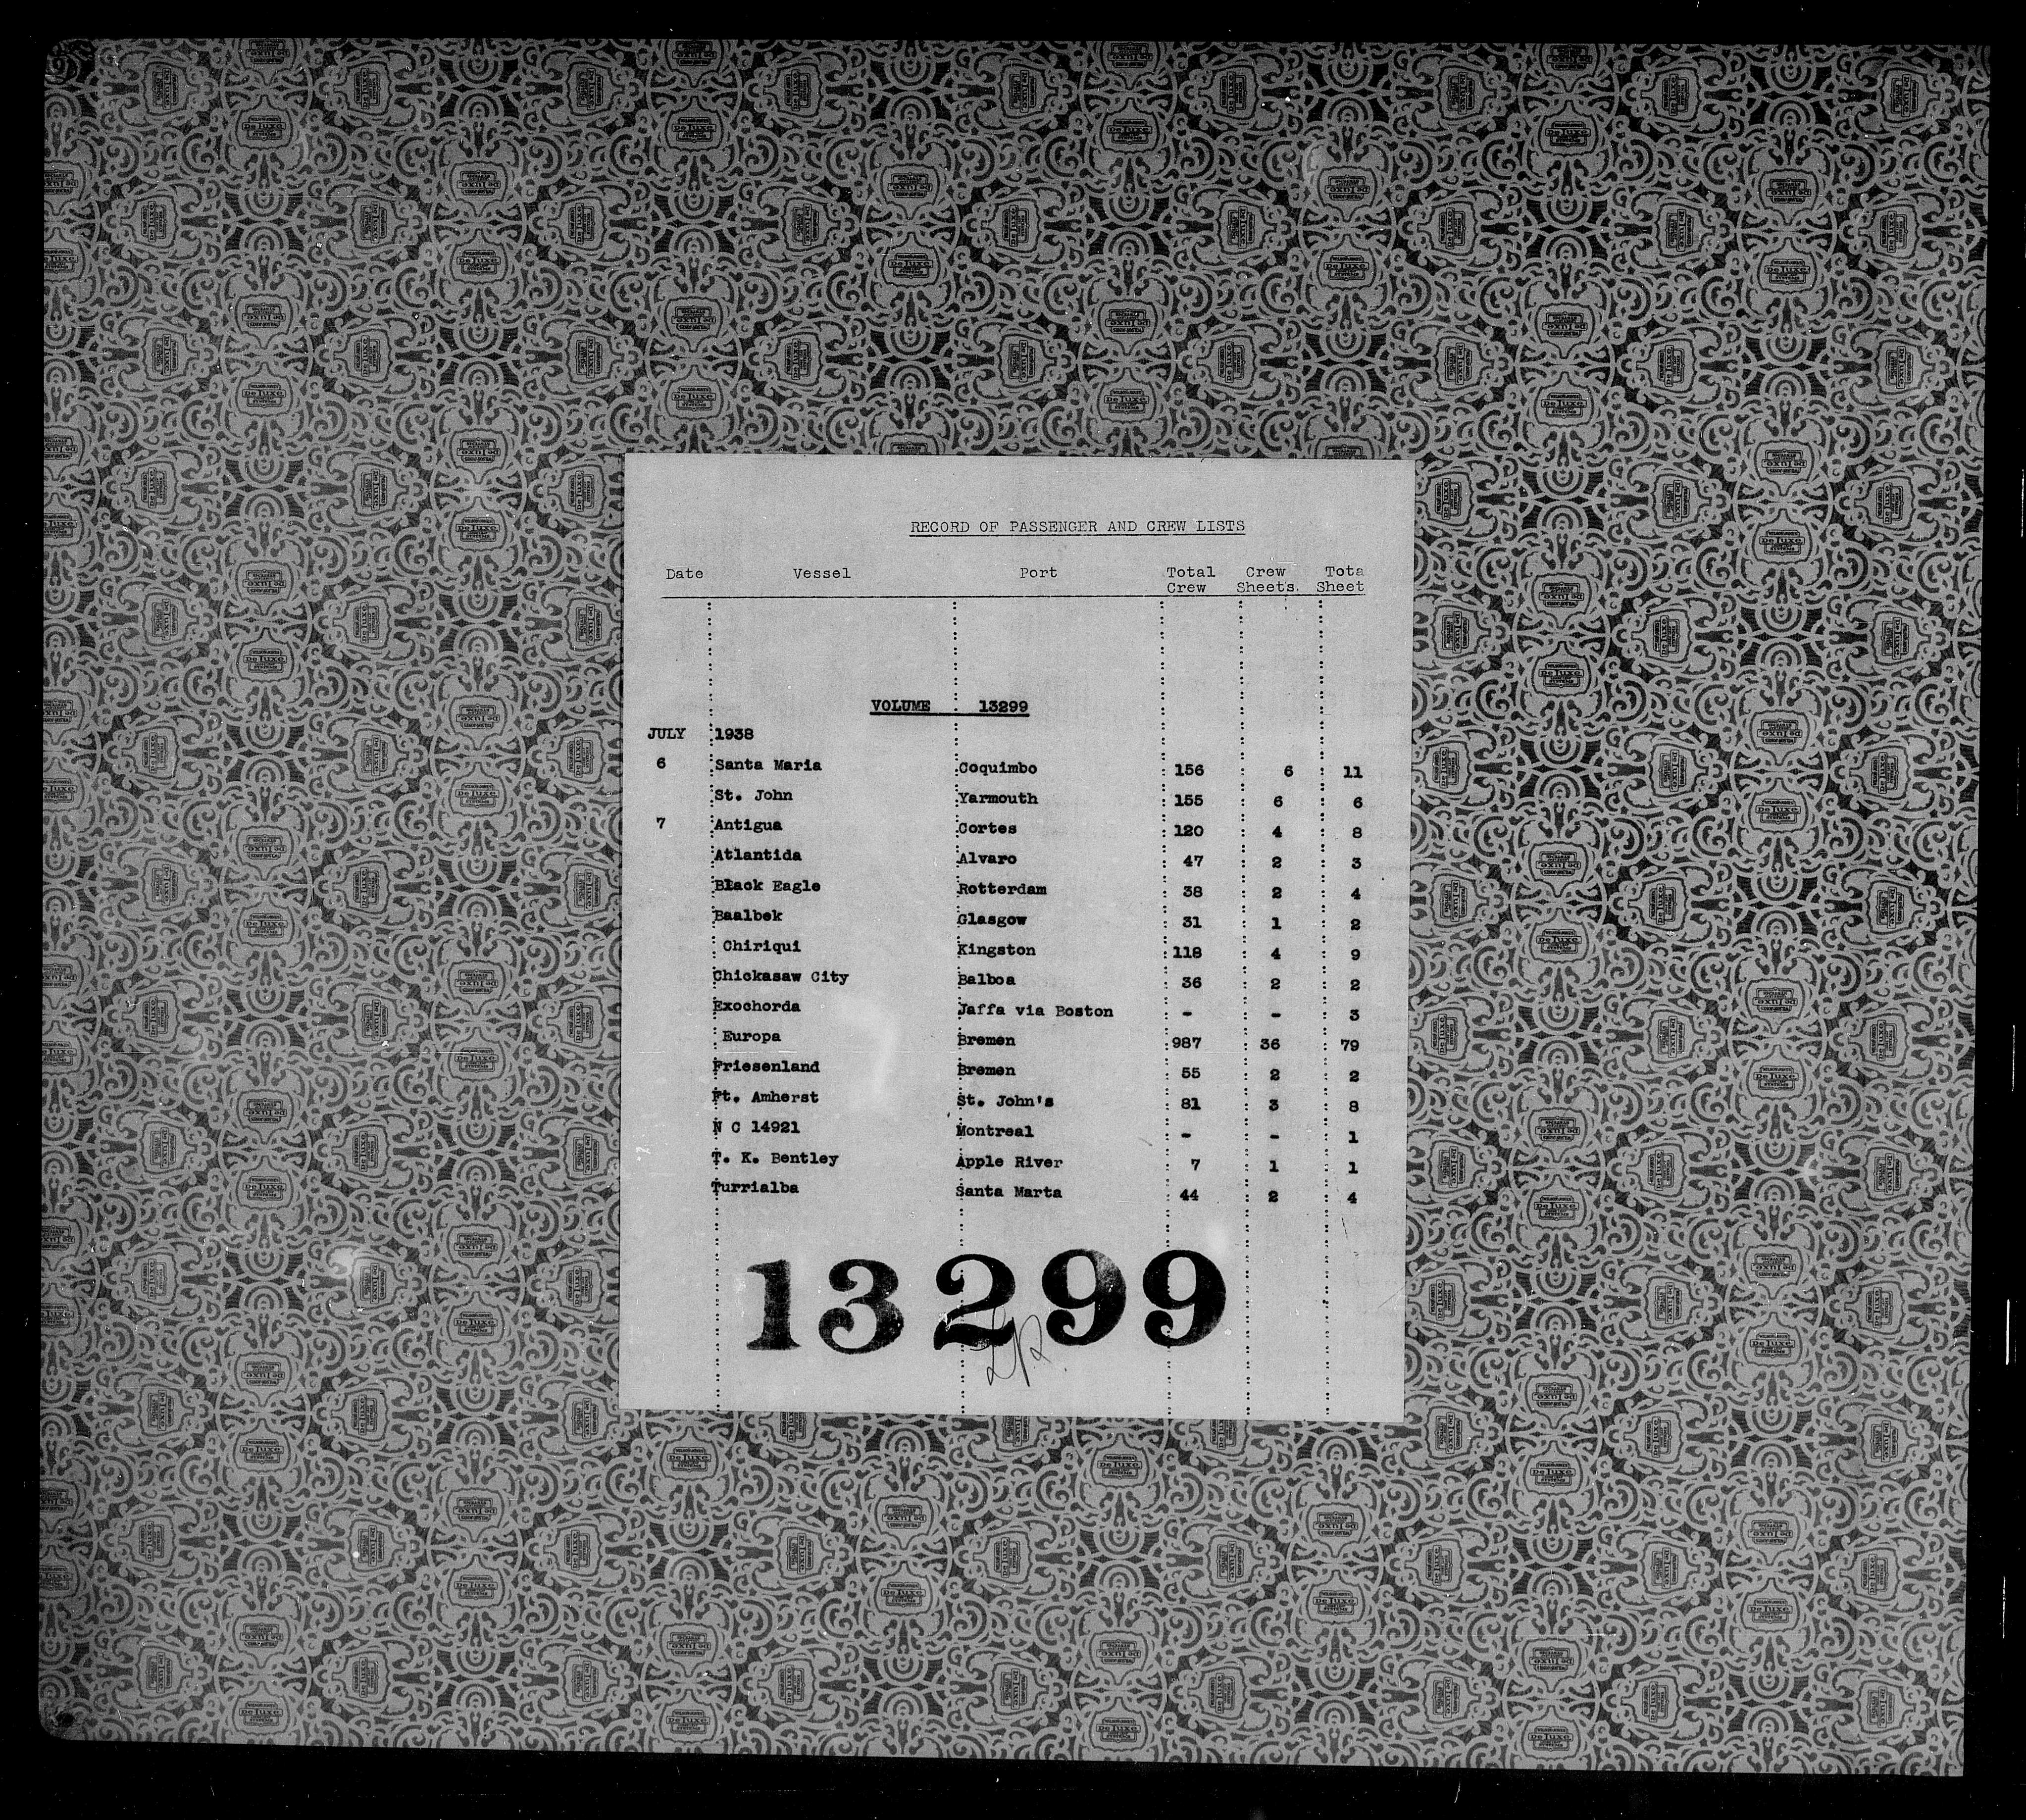 RECORD OF PASSENGER AND CREW LISTS
Date Vessel Port Total Crew Tota
Crew Sheets. Sheet
VOLUME 13299
JULY 1938
6 Santa Maria Coquimbo 156 6 11
St. John Yarmouth 155 6 6
7 Antigua Cortes 120 4 8
Atlantida Alvaro 47 2 3
Black Eagle Rotterdam 38 2 4
Baalbek Glasgow 31 1 2
Chiriqui Kingston 118 4 9
Chickasaw City Balboa 36 2 2
Exochorda Jaffa via Boston - - 3
Europa Bremen 987 36 79
Friesenland Bremen 55 2 2
Ft. Amherst St. John's 81 3 8
N C 14921 Montreal - - 1
T. K. Bentley Apple River 7 1 1
Turrialba Santa Marta 44 2 4
13299